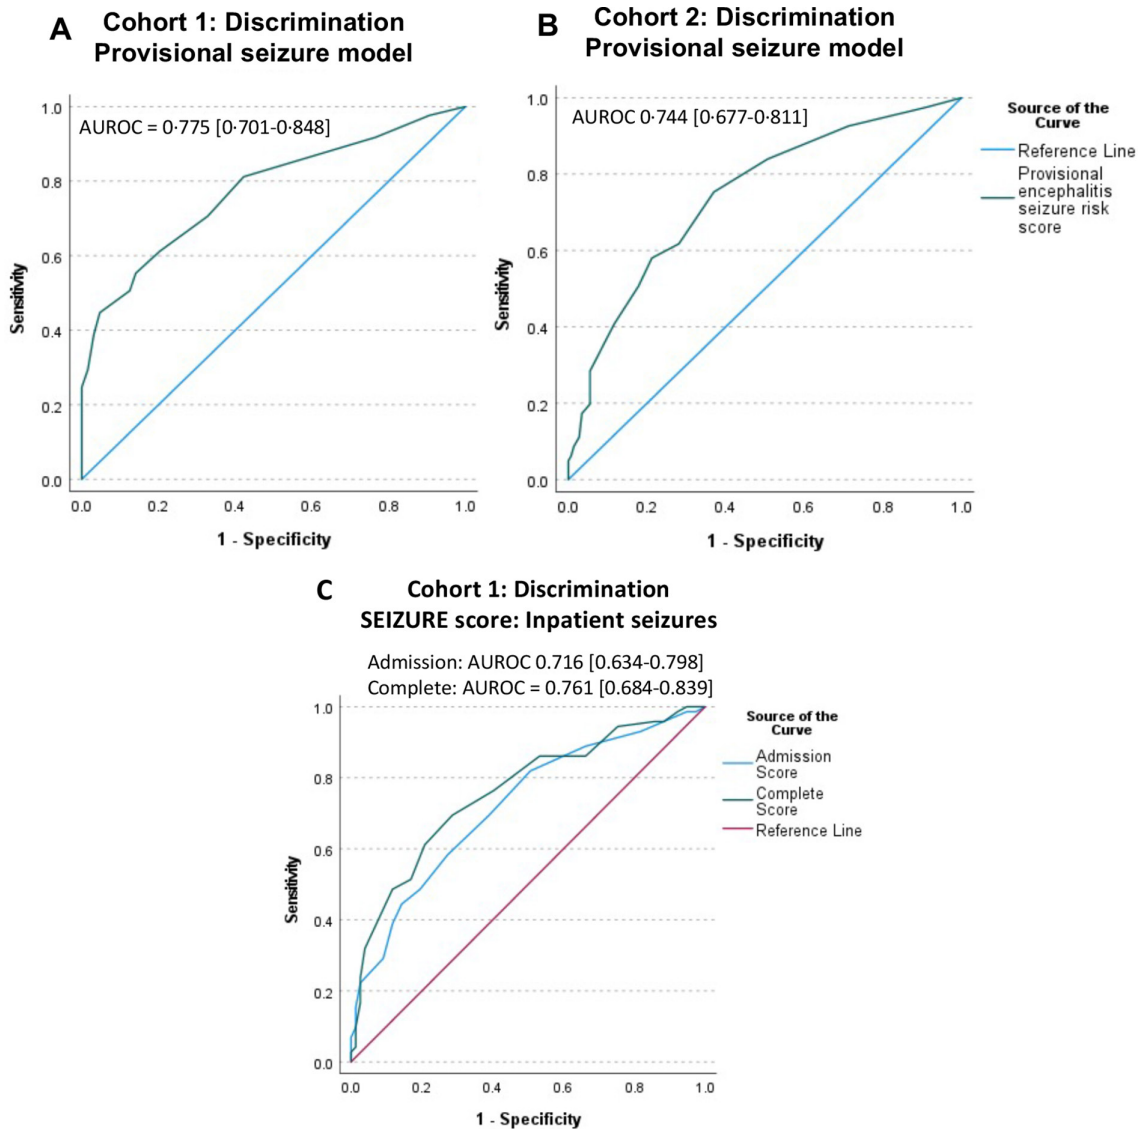 A
Cohort 1: Discrimination
Provisional seizure model
AUROC = 0·775 [0·701-0·848]
1.0
0.8
0.6
0.4
0.2
0.0
Sensitivity
0.0 0.2 0.4 0.6 0.8 1.0
1 - Specificity
B
Cohort 2: Discrimination
Provisional seizure model
AUROC 0·744 [0·677-0·811]
1.0
0.8
0.6
0.4
0.2
0.0
Sensitivity
0.0 0.2 0.4 0.6 0.8 1.0
1 - Specificity
Source of the
Curve
Reference Line
Provisional
encephalitis
seizure risk
score
C
Cohort 1: Discrimination
SEIZURE score: Inpatient seizures
Admission: AUROC 0.716 [0.634-0.798]
Complete: AUROC = 0.761 [0.684-0.839]
1.0
0.8
0.6
0.4
0.2
0.0
Sensitivity
0.0 0.2 0.4 0.6 0.8 1.0
1 - Specificity
Source of the
Curve
Admission
Score
Complete
Score
Reference Line